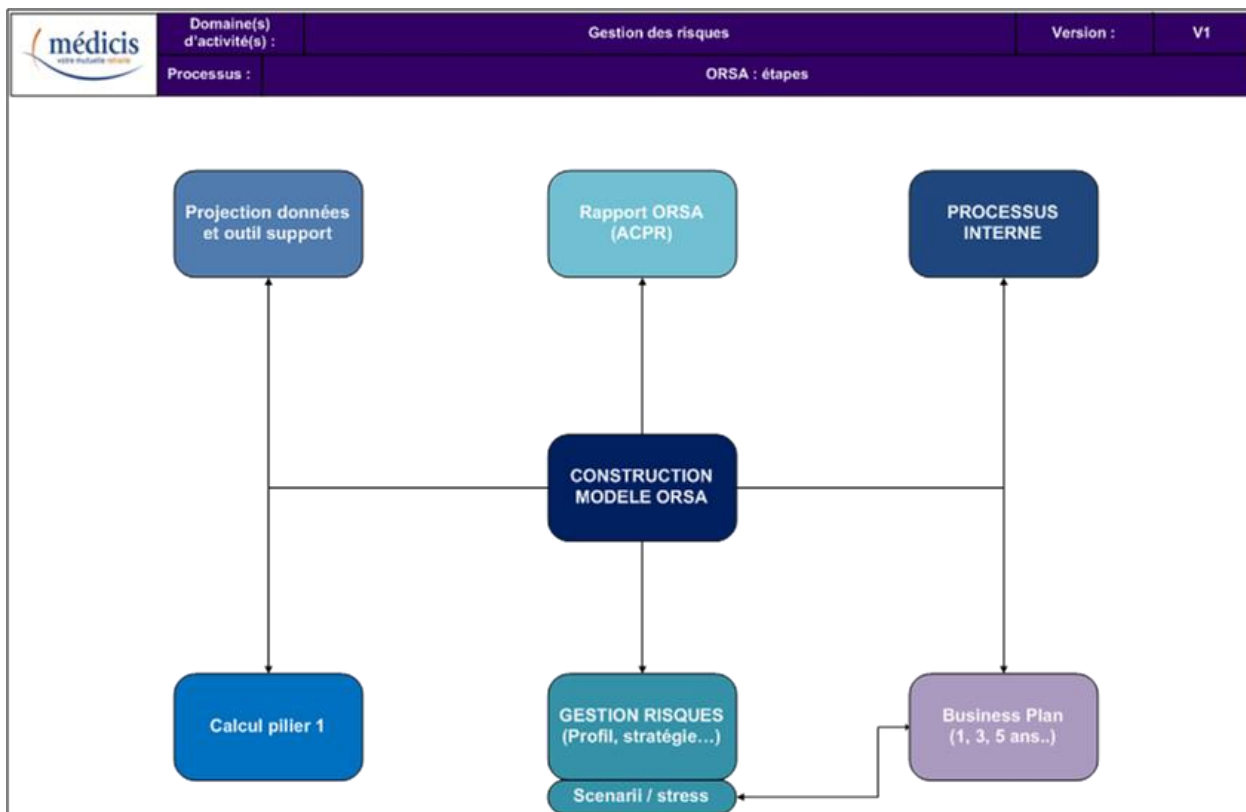 médicis
votre mutuelle retraite
Domaine(s)
d'activité(s) :
Gestion des risques
Version :
V1
Processus :
ORSA : étapes
Projection données
et outil support
Rapport ORSA
(ACPR)
PROCESSUS
INTERNE
CONSTRUCTION
MODELE ORSA
Calcul pilier 1
GESTION RISQUES
(Profil, stratégie...)
Business Plan
(1, 3, 5 ans..)
Scenarii / stress